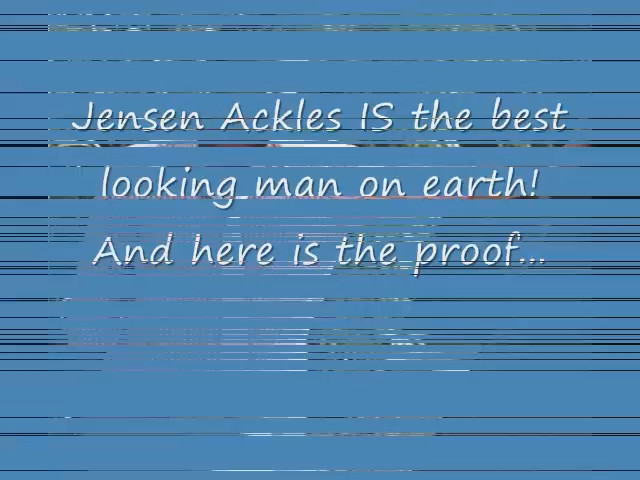 Jensen Ackles IS the best
looking man on earth!
And here is the proof...